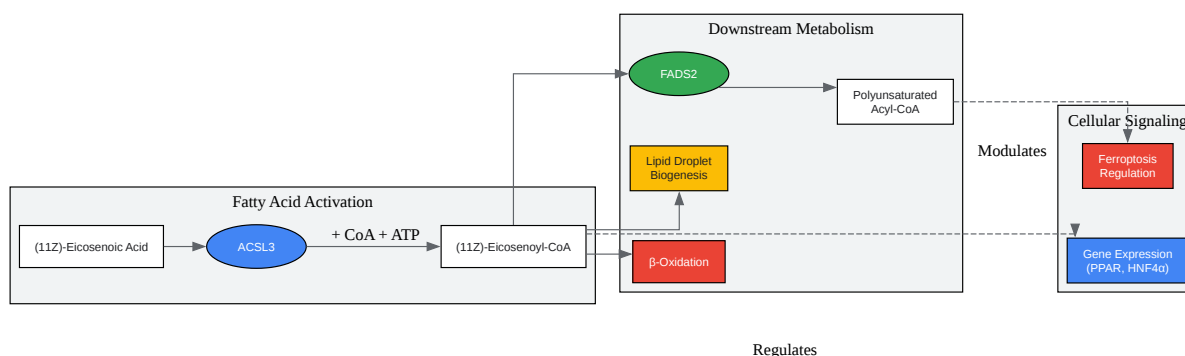 Downstream Metabolism
FADS2
Polyunsaturated
Acyl-CoA
Cellular Signaling
Modulates
Ferroptosis
Regulation
Lipid Droplet
Biogenesis
Fatty Acid Activation
(11Z)-Eicosenoic Acid
ACSL3
+ CoA + ATP
(11Z)-Eicosenoyl-CoA
β-Oxidation
Gene Expression
(PPAR, HNF4α)
Regulates